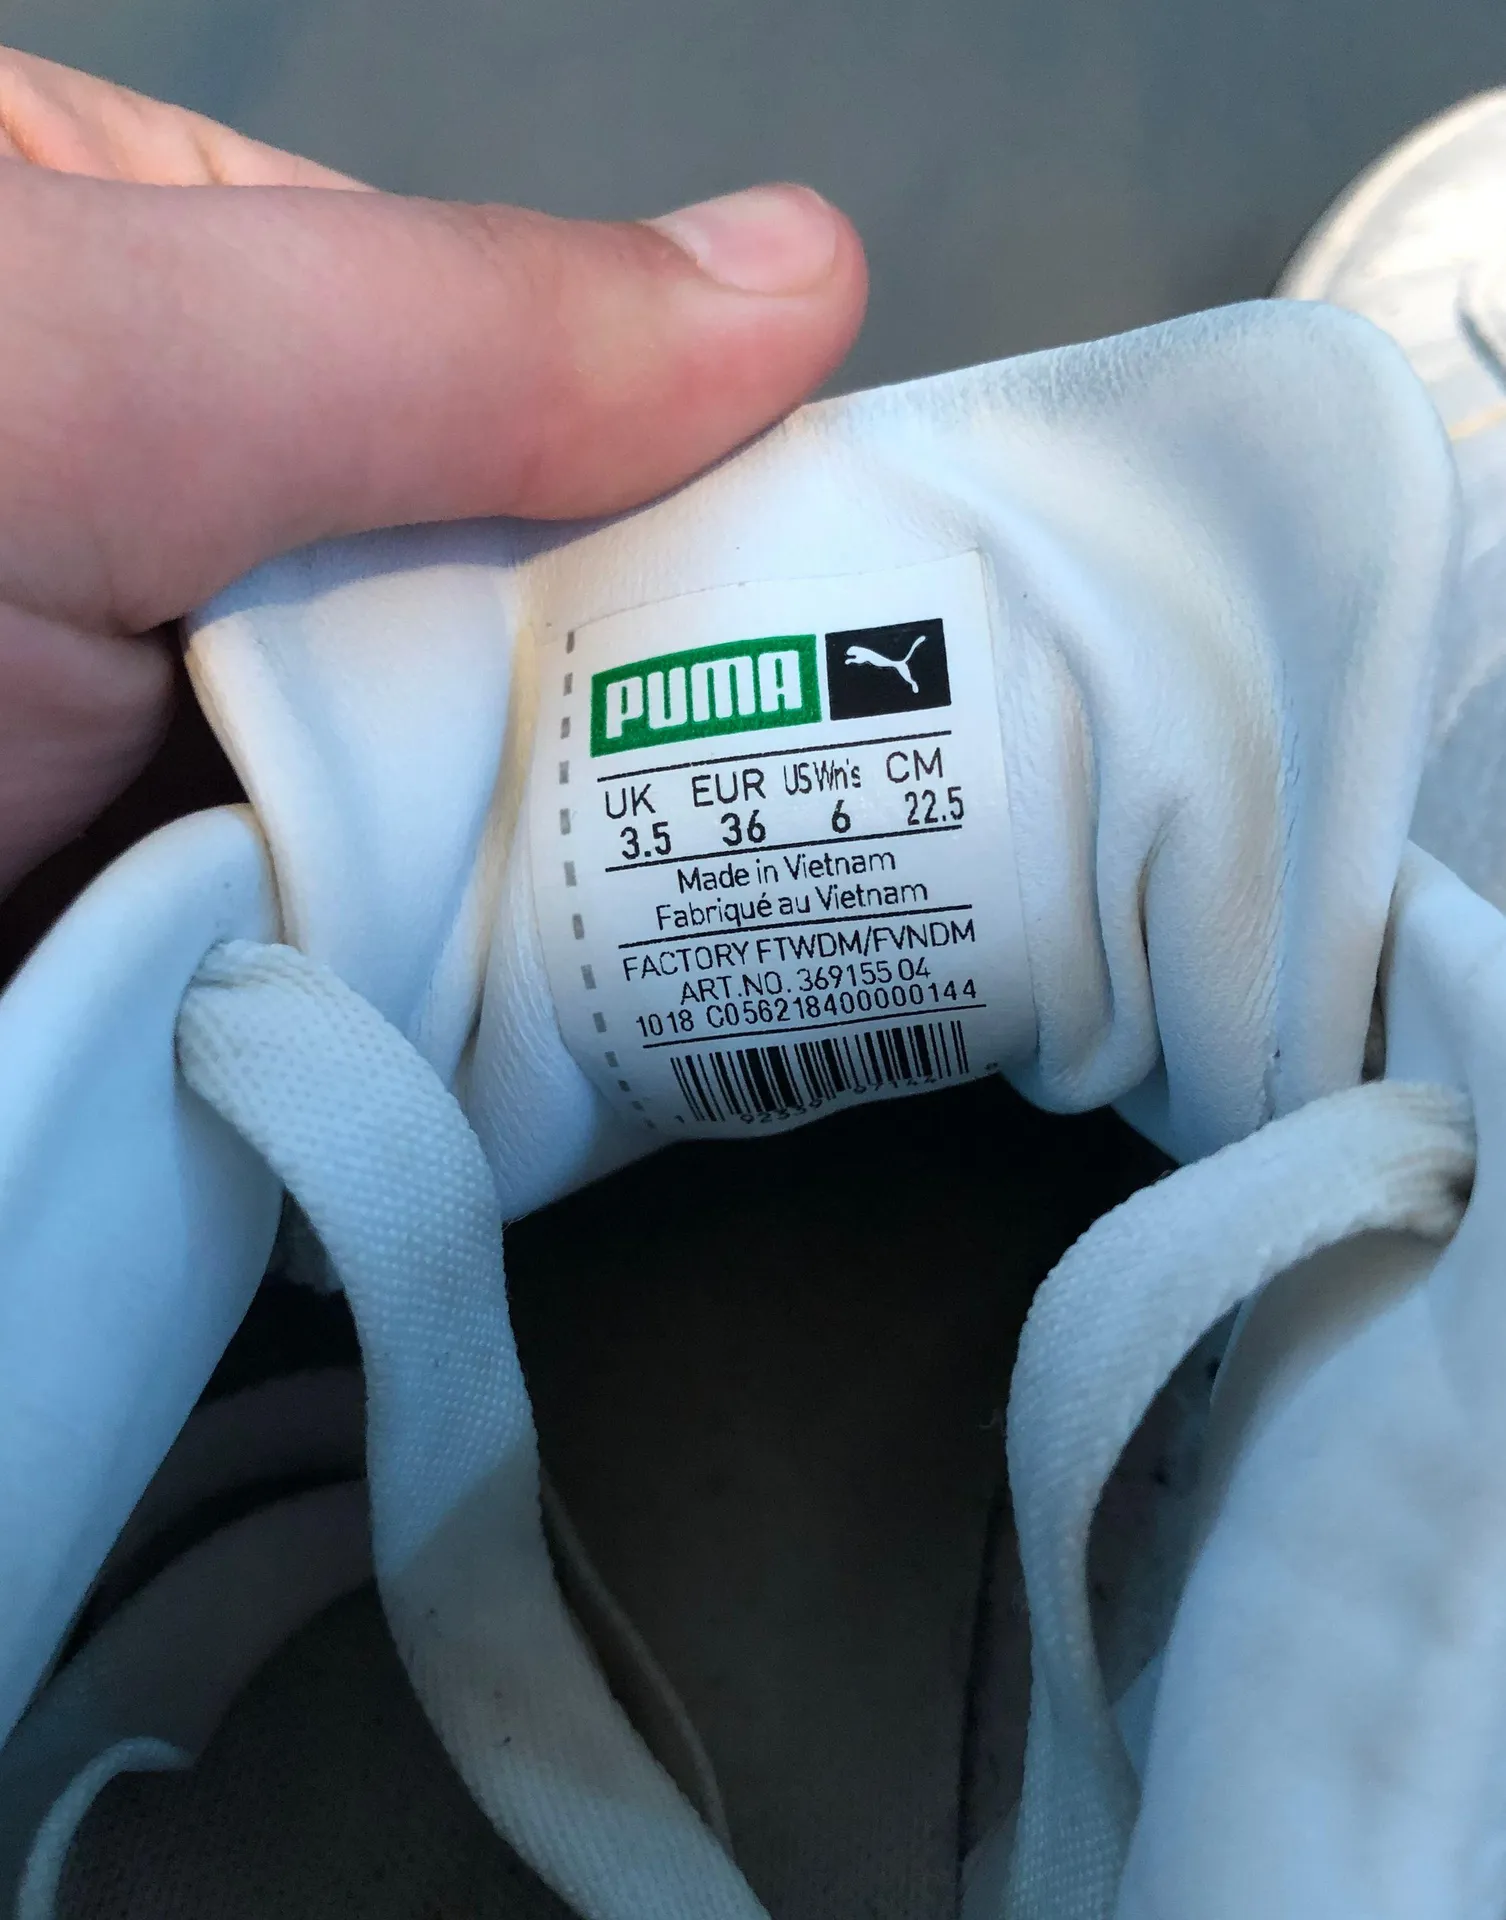 PUMA
UK EUR US Wn's CM
3.5 36 6 22.5
Made in Vietnam
Fabriqué au Vietnam
FACTORY FTWDM/FVNDM
ART.NO. 369155 04
1018 C056218400000144